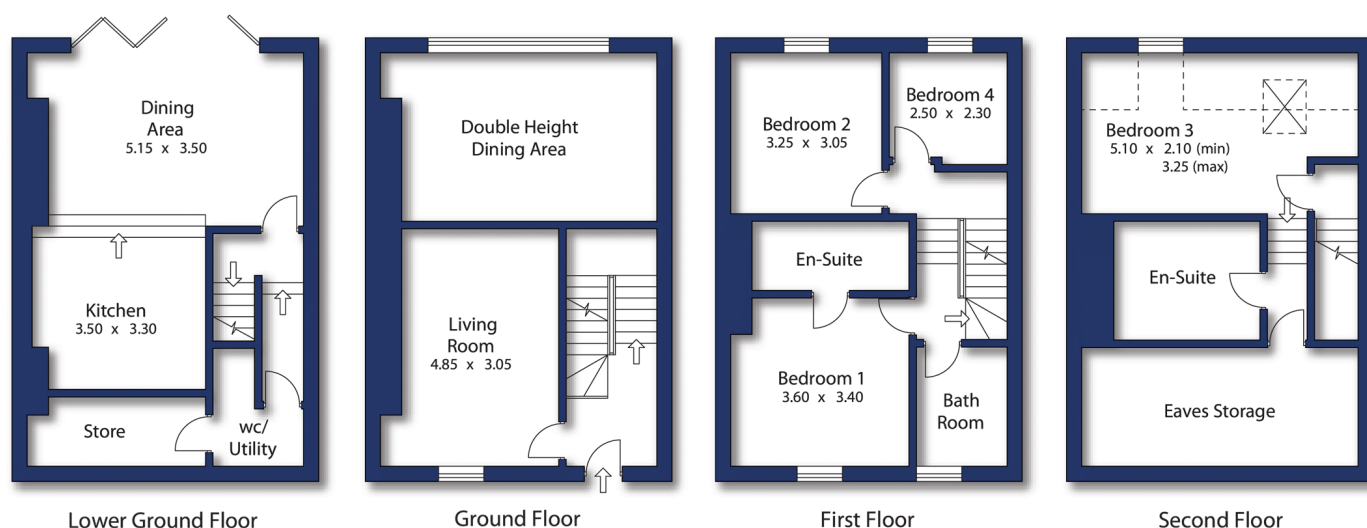 Dining
Area
5.15 x 3.50
Kitchen
3.50 x 3.30
Store
wc/
Utility
Lower Ground Floor
Double Height
Dining Area
Living
Room
4.85 x 3.05
Ground Floor
Bedroom 2
3.25 x 3.05
Bedroom 4
2.50 x 2.30
En-Suite
Bedroom 1
3.60 x 3.40
Bath
Room
First Floor
Bedroom 3
5.10 x 2.10 (min)
3.25 (max)
En-Suite
Eaves Storage
Second Floor